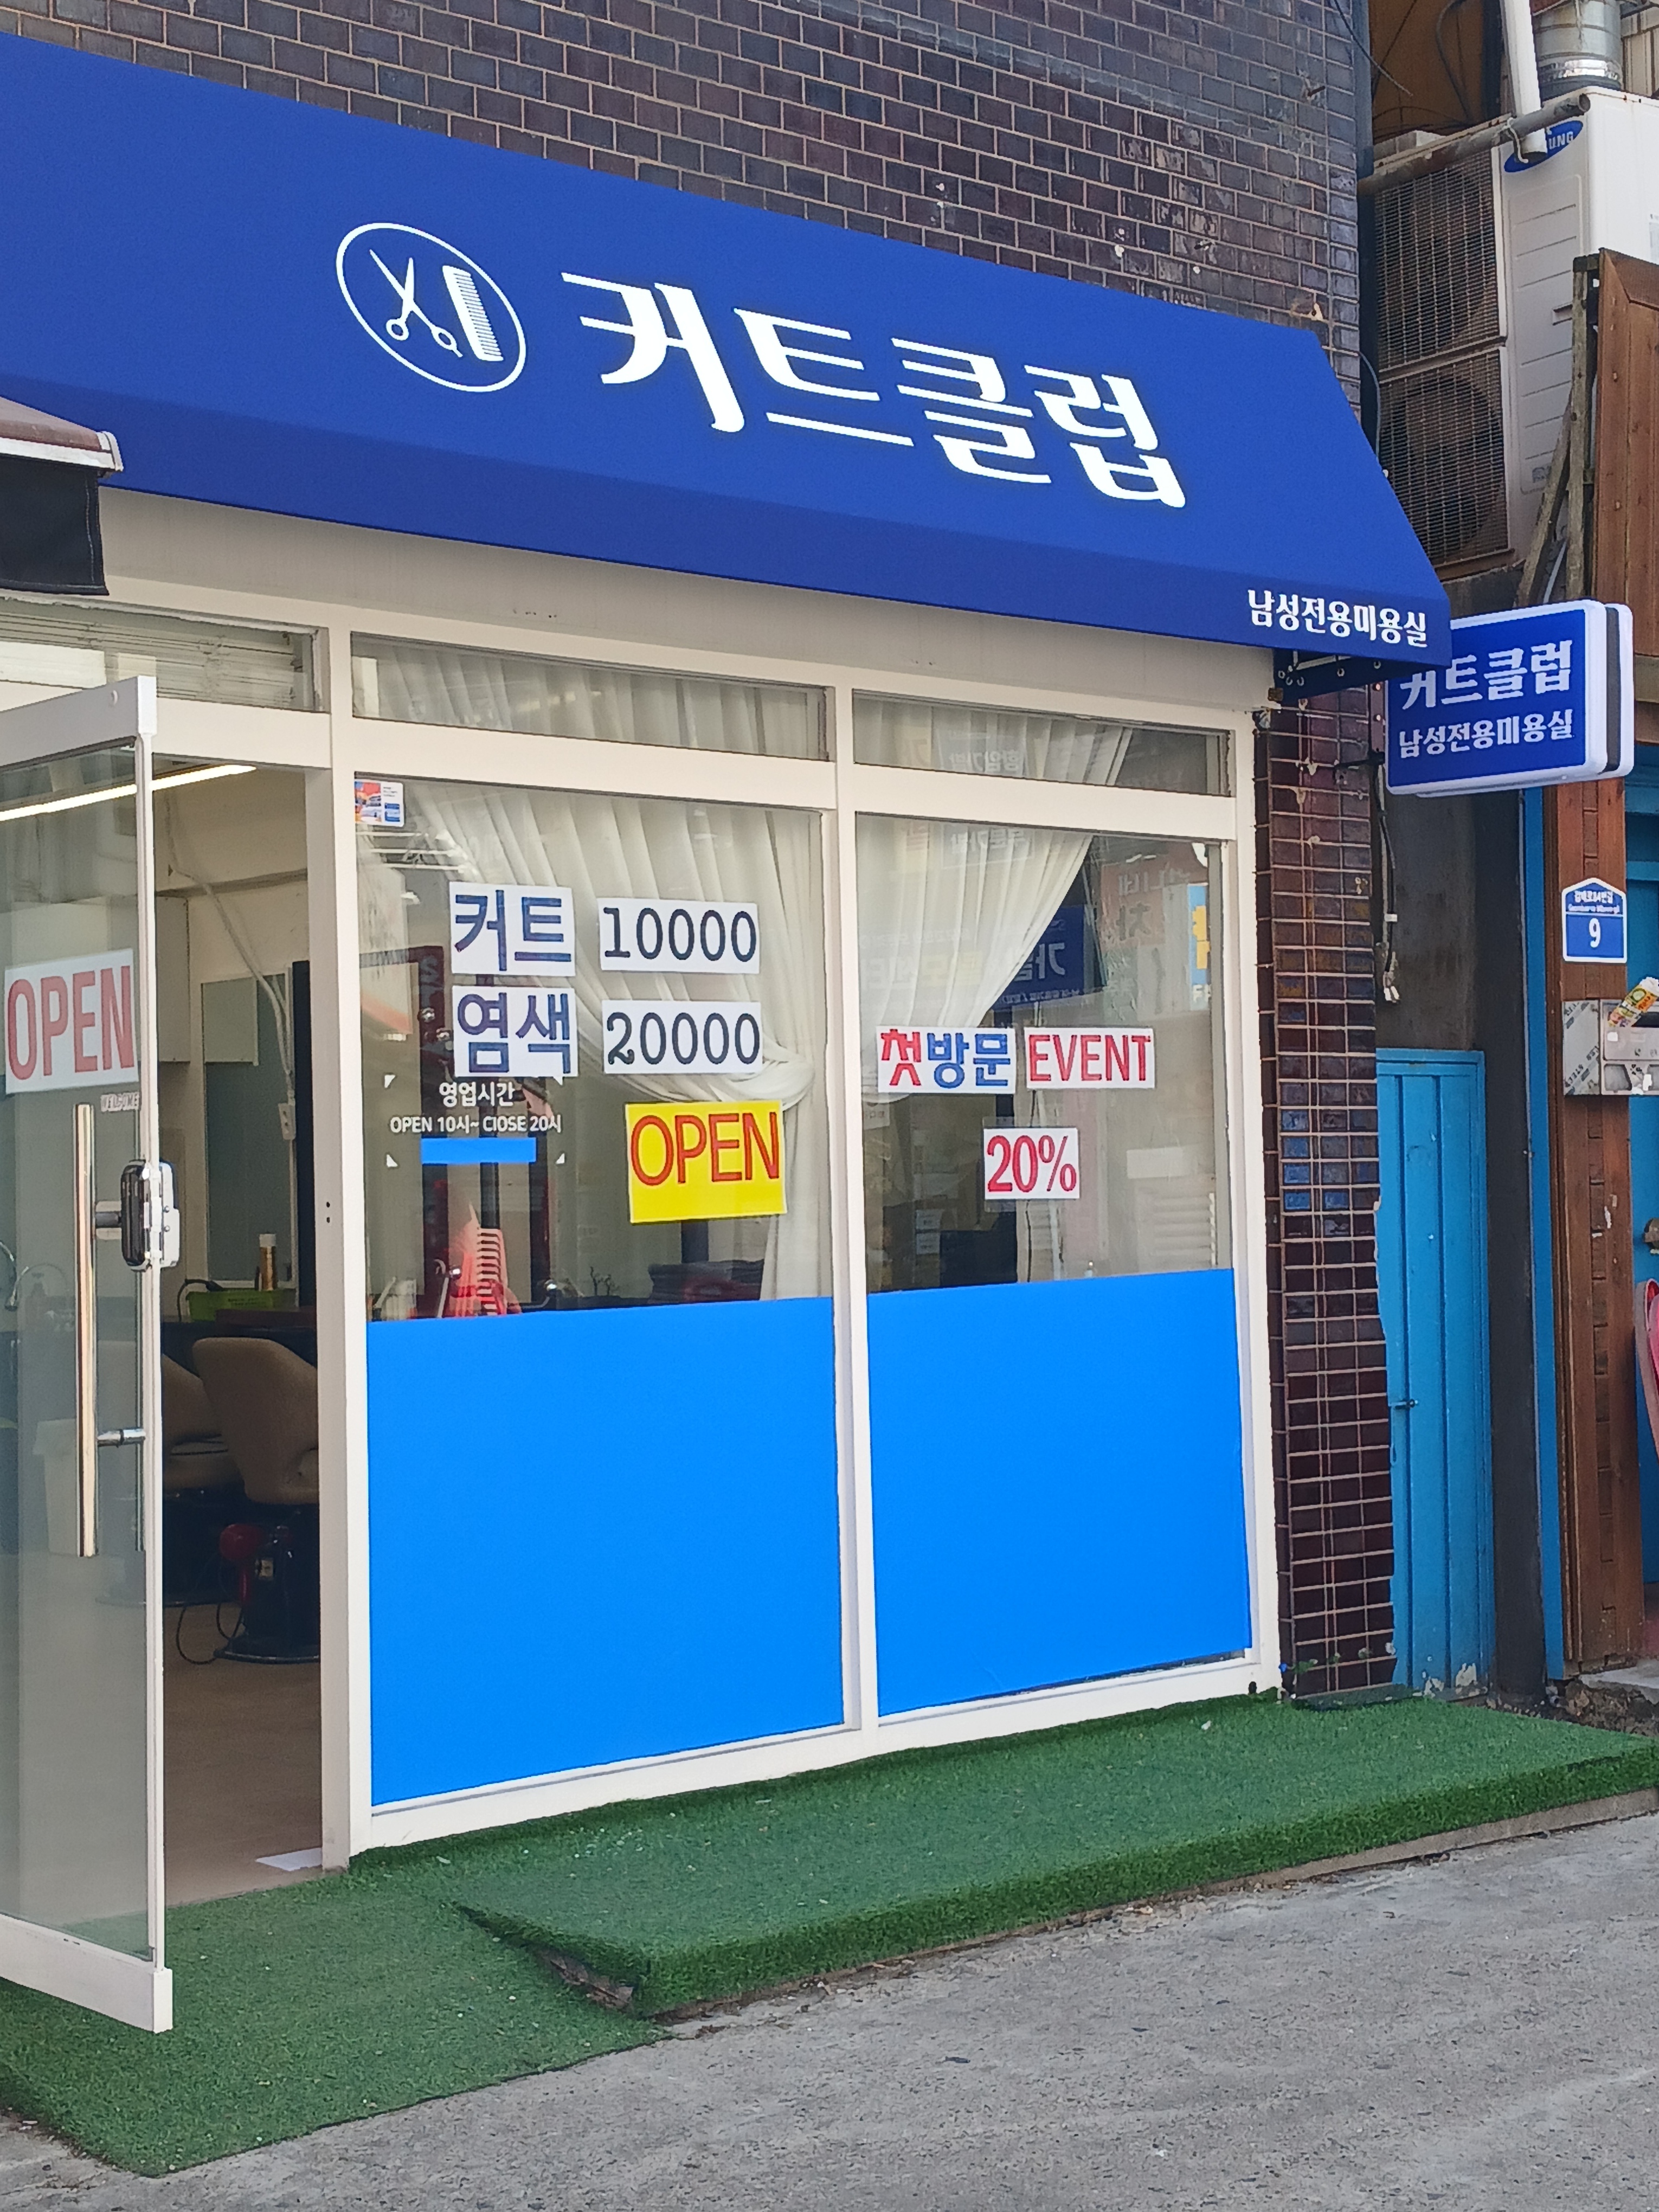 커트클럽
남성전용미용실
커트클럽
남성전용미용실
OPEN
WELCOME
커트 10000
염색 20000
영업시간
OPEN 10시~ CIOSE 20시
OPEN
첫방문 EVENT
20%
9